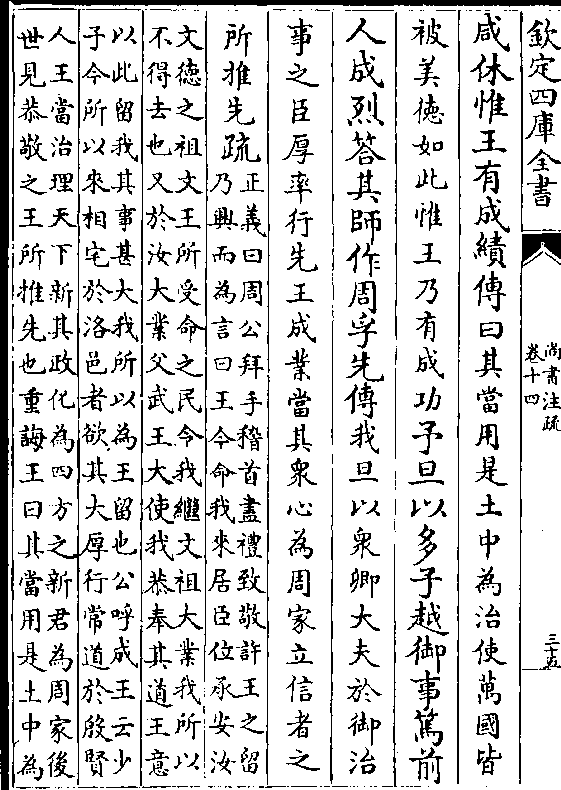 欽定四庫全書
尚書注疏
卷十四
三十五
咸休惟王有成績傳曰其當用是土中為治使萬國皆
被美德如此惟王乃有成功予旦以多子越御事篤前
人成烈荅其師作周孚先傳我旦以衆卿大夫於御治
事之臣厚率行先王成業當其衆心為周家立信者之
所推先疏
正義曰周公拜手稽首盡禮致敬許王之留
乃興而為言曰王今命我來居臣位承安汝
文德之祖文王所受命之民令我繼文祖大業我所以
不得去也又於汝大業父武王大使我恭奉其道王意
以此留我其事甚大我所以為王留也公呼成王云少
子今所以來相宅於洛邑者欲其大厚行常道於殷賢
人王當治理天下新其政化為四方之新君為周家後
世見恭敬之王所推先也重誨王曰其當用是土中為